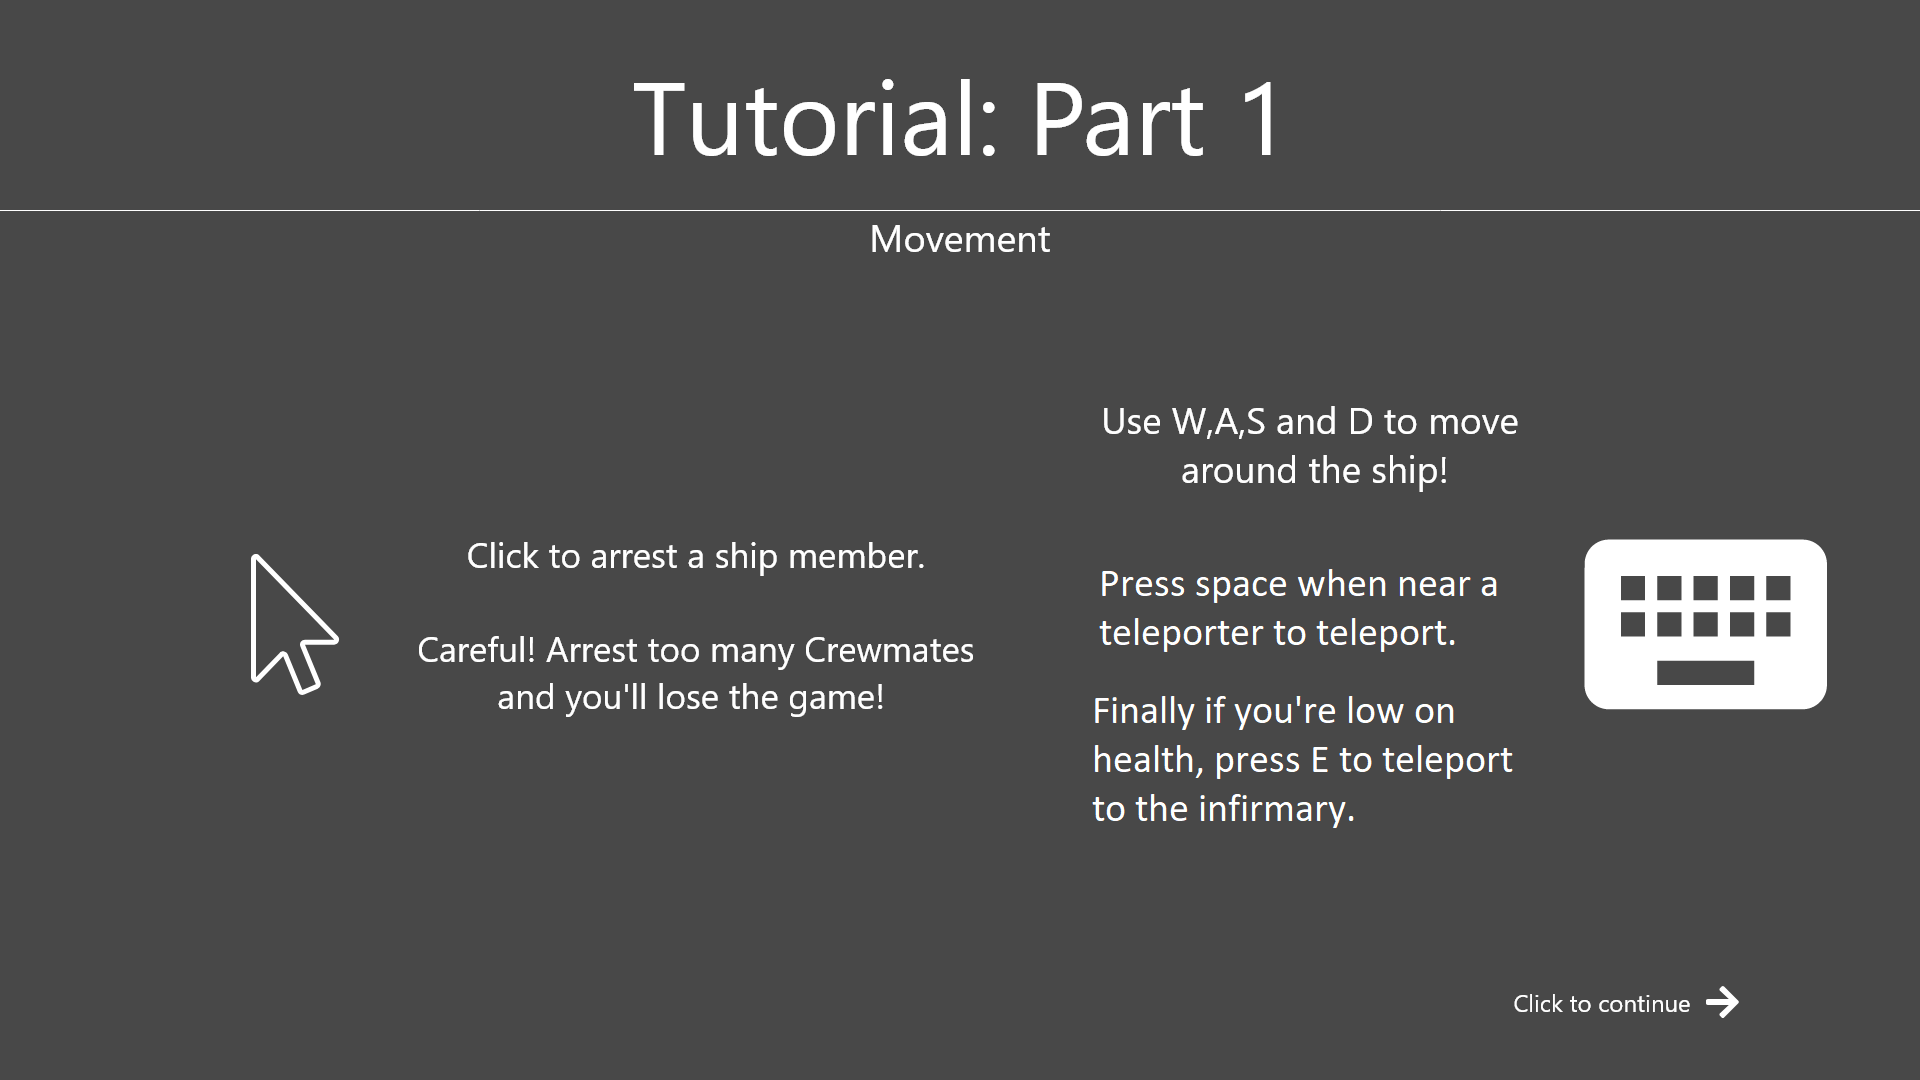 Tutorial: Part 1
Movement
Click to arrest a ship member.
Careful! Arrest too many Crewmates
and you'll lose the game!
Use W,A,S and D to move
around the ship!
Press space when near a
teleporter to teleport.
Finally if you're low on
health, press E to teleport
to the infirmary.
Click to continue